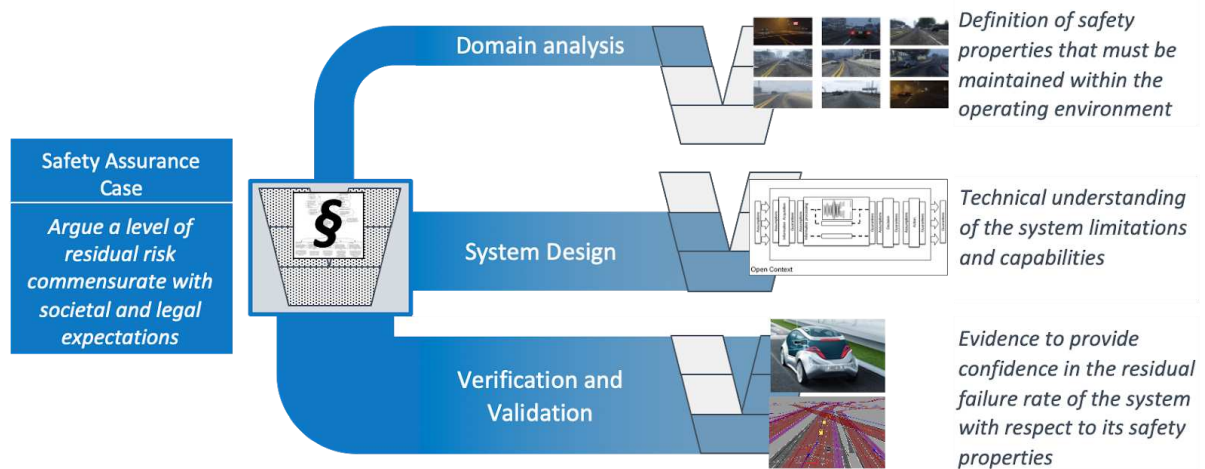 Safety Assurance
Case
Argue a level of
residual risk
commensurate with
societal and legal
expectations
§
Domain analysis
Definition of safety
properties that must be
maintained within the
operating environment
System Design
Open Context
Technical understanding
of the system limitations
and capabilities
Verification and
Validation
Evidence to provide
confidence in the residual
failure rate of the system
with respect to its safety
properties